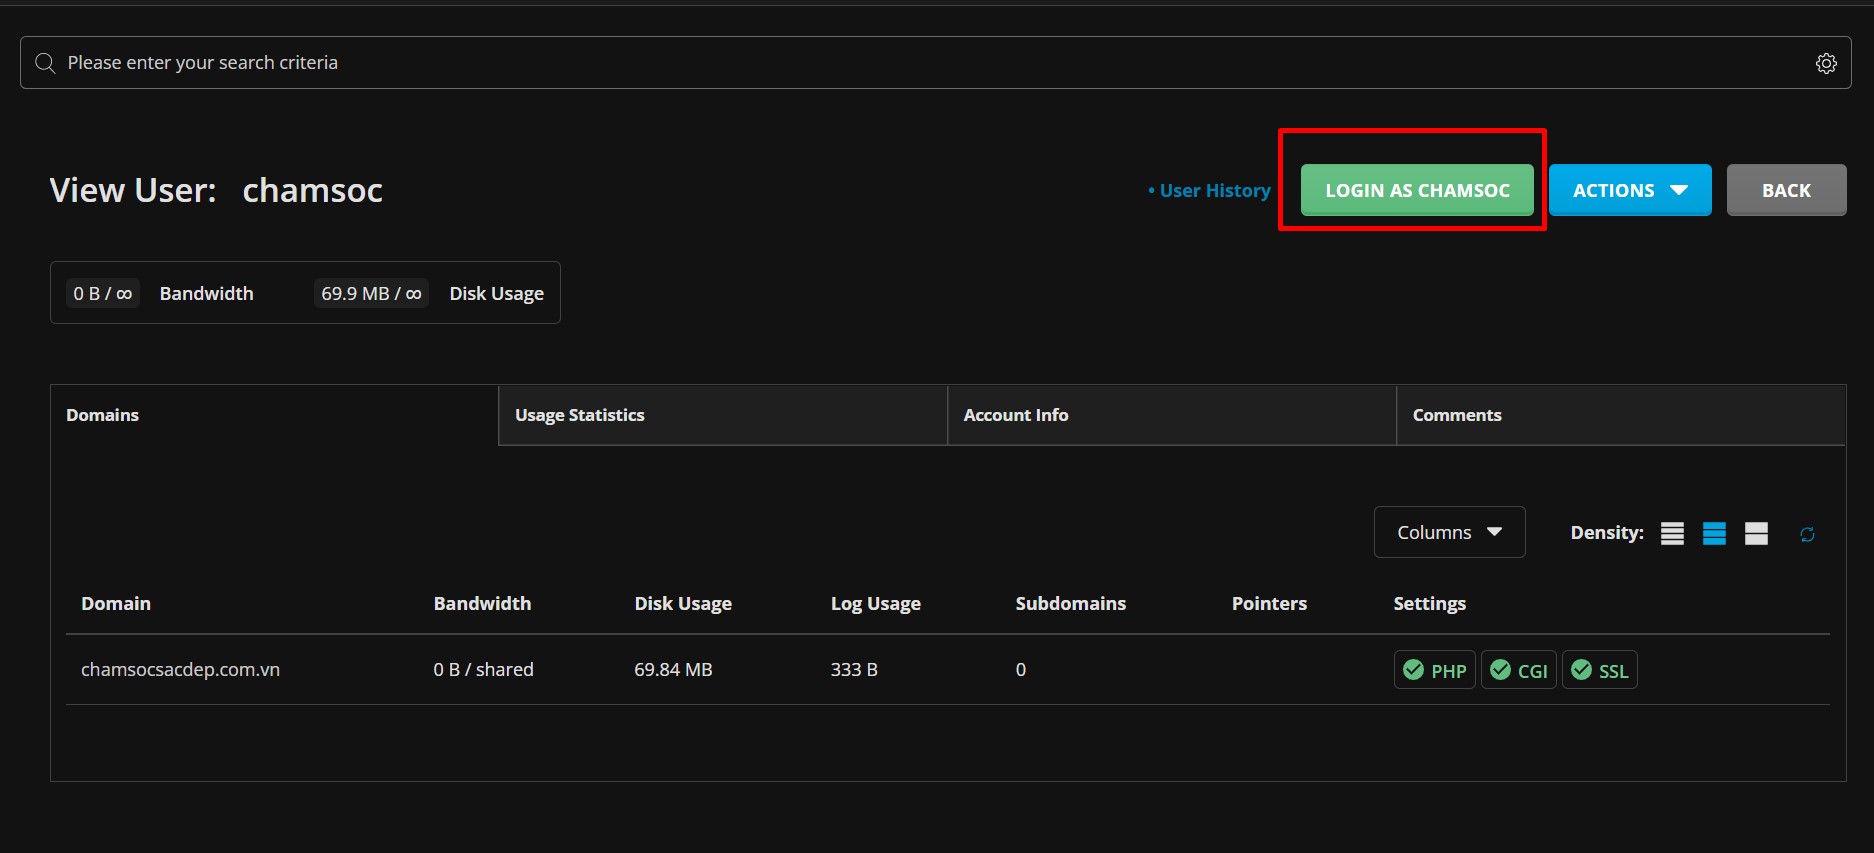 Please enter your search criteria
View User: chamsoc
• User History
LOGIN AS CHAMSOC
ACTIONS
BACK
0 B / ∞ Bandwidth
69.9 MB / ∞ Disk Usage
Domains
Usage Statistics
Account Info
Comments
Columns
Density:
Domain Bandwidth Disk Usage Log Usage Subdomains Pointers Settings
chamsocsacdep.com.vn 0 B / shared 69.84 MB 333 B 0 PHP CGI SSL